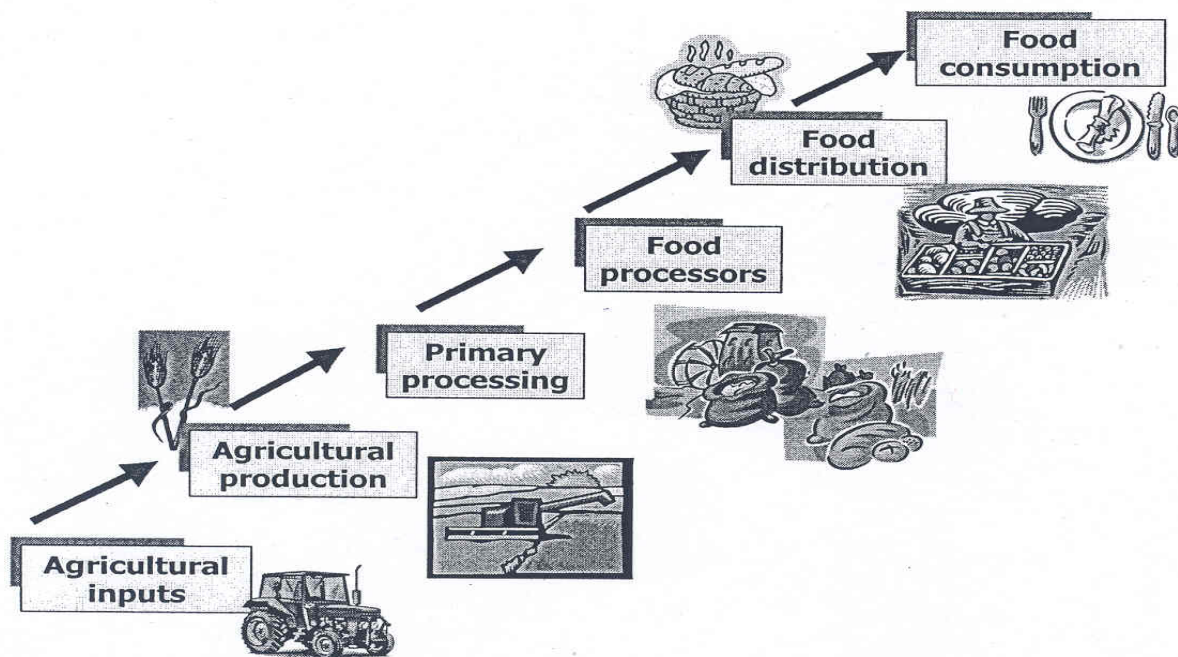 Food
consumption
Food
distribution
Food
processors
Primary
processing
Agricultural
production
Agricultural
inputs